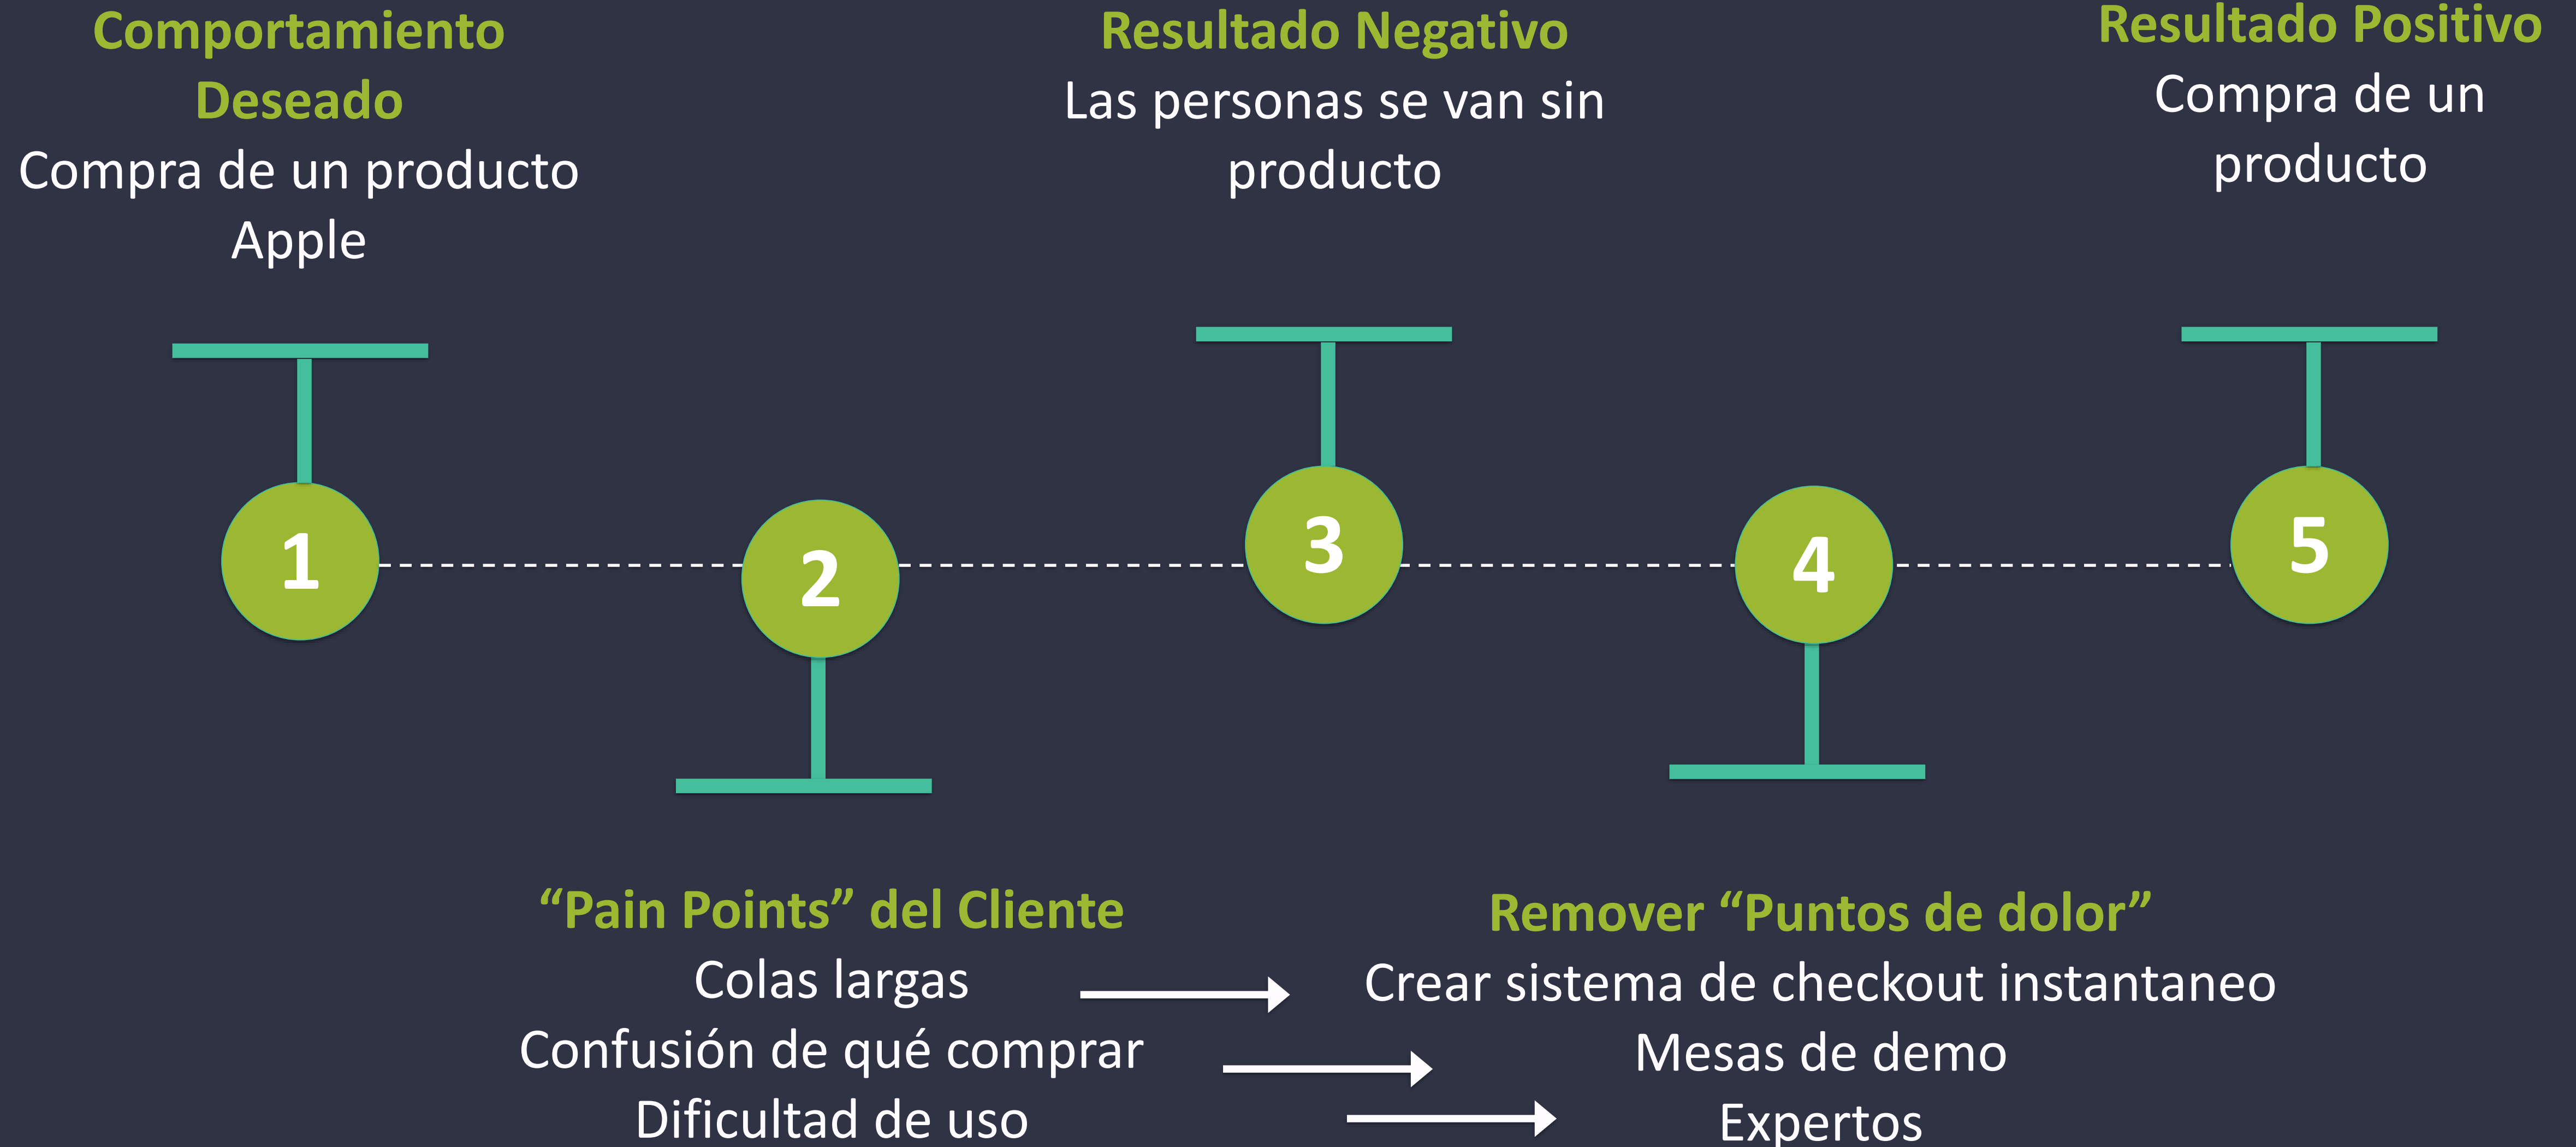 Comportamiento
Deseado
Compra de un producto
Apple
Resultado Negativo
Las personas se van sin
producto
Resultado Positivo
Compra de un
producto
1
2
3
4
5
“Pain Points” del Cliente
Colas largas
Confusión de qué comprar
Dificultad de uso
Remover “Puntos de dolor”
Crear sistema de checkout instantaneo
Mesas de demo
Expertos